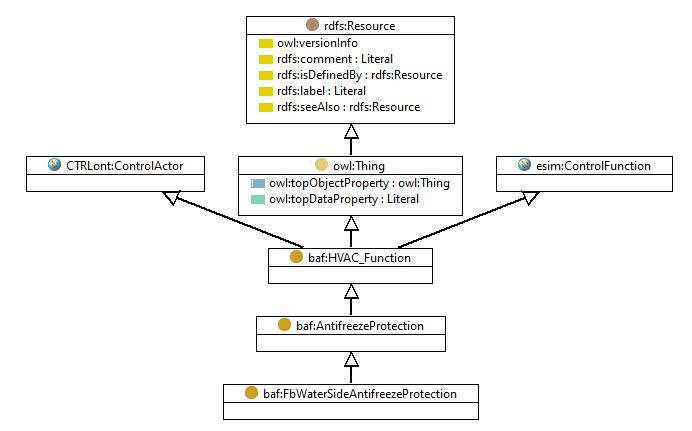 rdfs:Resource
owl:versionInfo
rdfs:comment : Literal
rdfs:isDefinedBy : rdfs:Resource
rdfs:label : Literal
rdfs:seeAlso : rdfs:Resource
CTRLont:ControlActor
owl:Thing
owl:topObjectProperty : owl:Thing
owl:topDataProperty : Literal
esim:ControlFunction
baf:HVAC_Function
baf:AntifreezeProtection
baf:FbWaterSideAntifreezeProtection